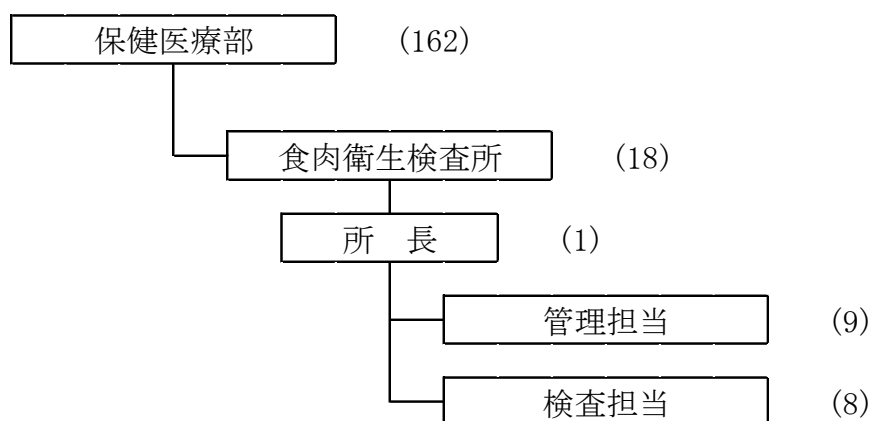 保健医療部 (162)
食肉衛生検査所 (18)
所　長 (1)
管理担当 (9)
検査担当 (8)